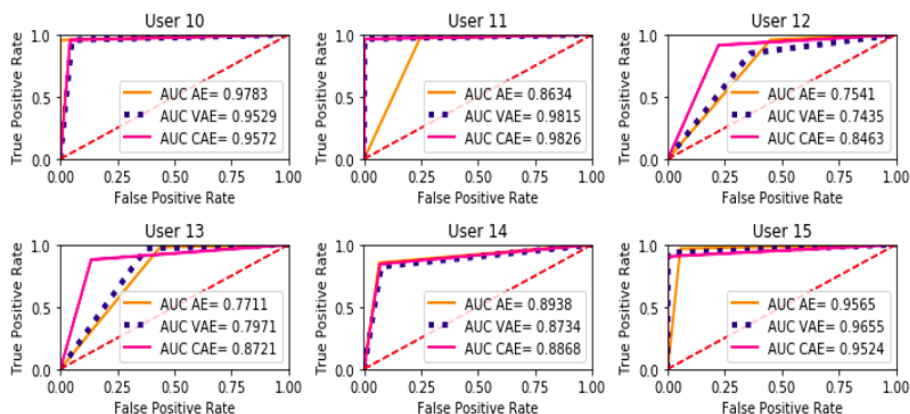 User 10
True Positive Rate
1.0
0.5
0.0
AUC AE= 0.9783
AUC VAE= 0.9529
AUC CAE= 0.9572
0.00 0.25 0.50 0.75 1.00
False Positive Rate
User 11
True Positive Rate
1.0
0.5
0.0
AUC AE= 0.8634
AUC VAE= 0.9815
AUC CAE= 0.9826
0.00 0.25 0.50 0.75 1.00
False Positive Rate
User 12
True Positive Rate
1.0
0.5
0.0
AUC AE= 0.7541
AUC VAE= 0.7435
AUC CAE= 0.8463
0.00 0.25 0.50 0.75 1.00
False Positive Rate
User 13
True Positive Rate
1.0
0.5
0.0
AUC AE= 0.7711
AUC VAE= 0.7971
AUC CAE= 0.8721
0.00 0.25 0.50 0.75 1.00
False Positive Rate
User 14
True Positive Rate
1.0
0.5
0.0
AUC AE= 0.8938
AUC VAE= 0.8734
AUC CAE= 0.8868
0.00 0.25 0.50 0.75 1.00
False Positive Rate
User 15
True Positive Rate
1.0
0.5
0.0
AUC AE= 0.9565
AUC VAE= 0.9655
AUC CAE= 0.9524
0.00 0.25 0.50 0.75 1.00
False Positive Rate